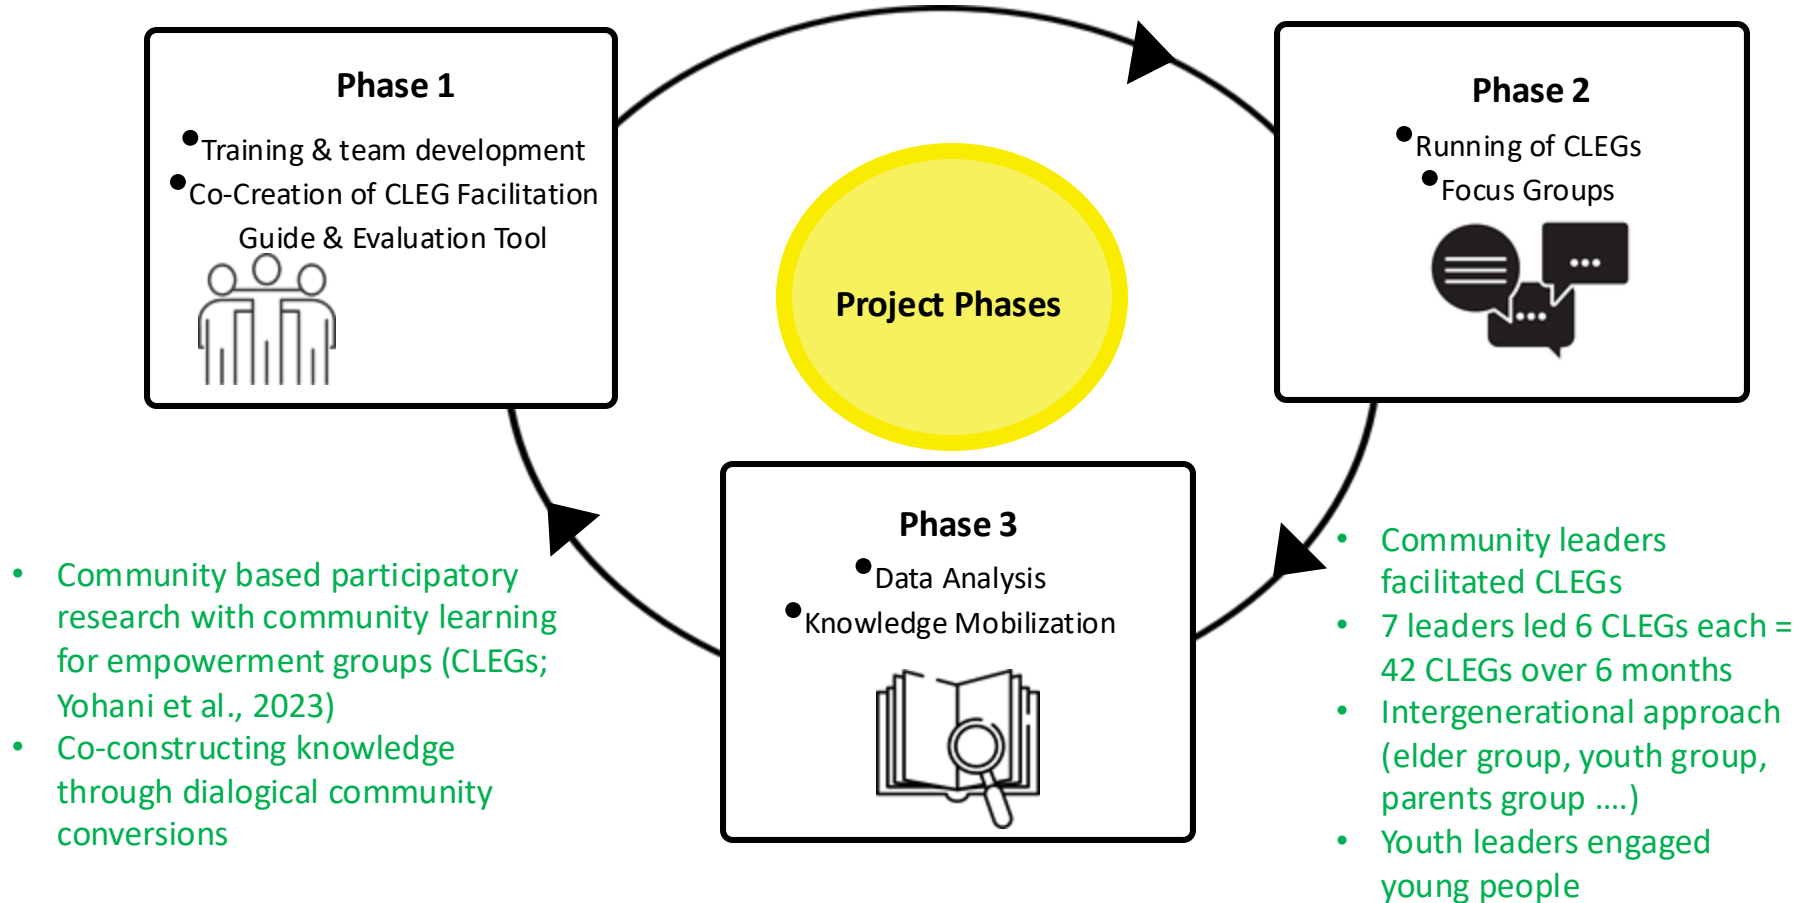 Phase 1
• Training & team development
• Co-Creation of CLEG Facilitation
Guide & Evaluation Tool
Phase 2
• Running of CLEGs
• Focus Groups
Project Phases
Phase 3
• Data Analysis
• Knowledge Mobilization
• Community based participatory
research with community learning
for empowerment groups (CLEGs;
Yohani et al., 2023)
• Co-constructing knowledge
through dialogical community
conversions
• Community leaders
facilitated CLEGs
• 7 leaders led 6 CLEGs each =
42 CLEGs over 6 months
• Intergenerational approach
(elder group, youth group,
parents group ....)
• Youth leaders engaged
young people